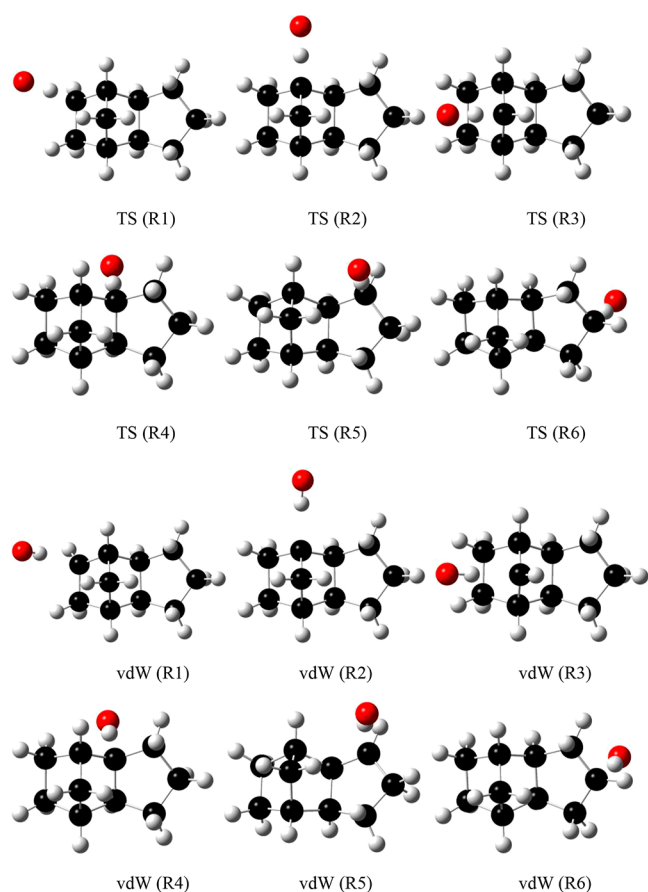 TS (R1) TS (R2) TS (R3)
TS (R4) TS (R5) TS (R6)
vdW (R1) vdW (R2) vdW (R3)
vdW (R4) vdW (R5) vdW (R6)